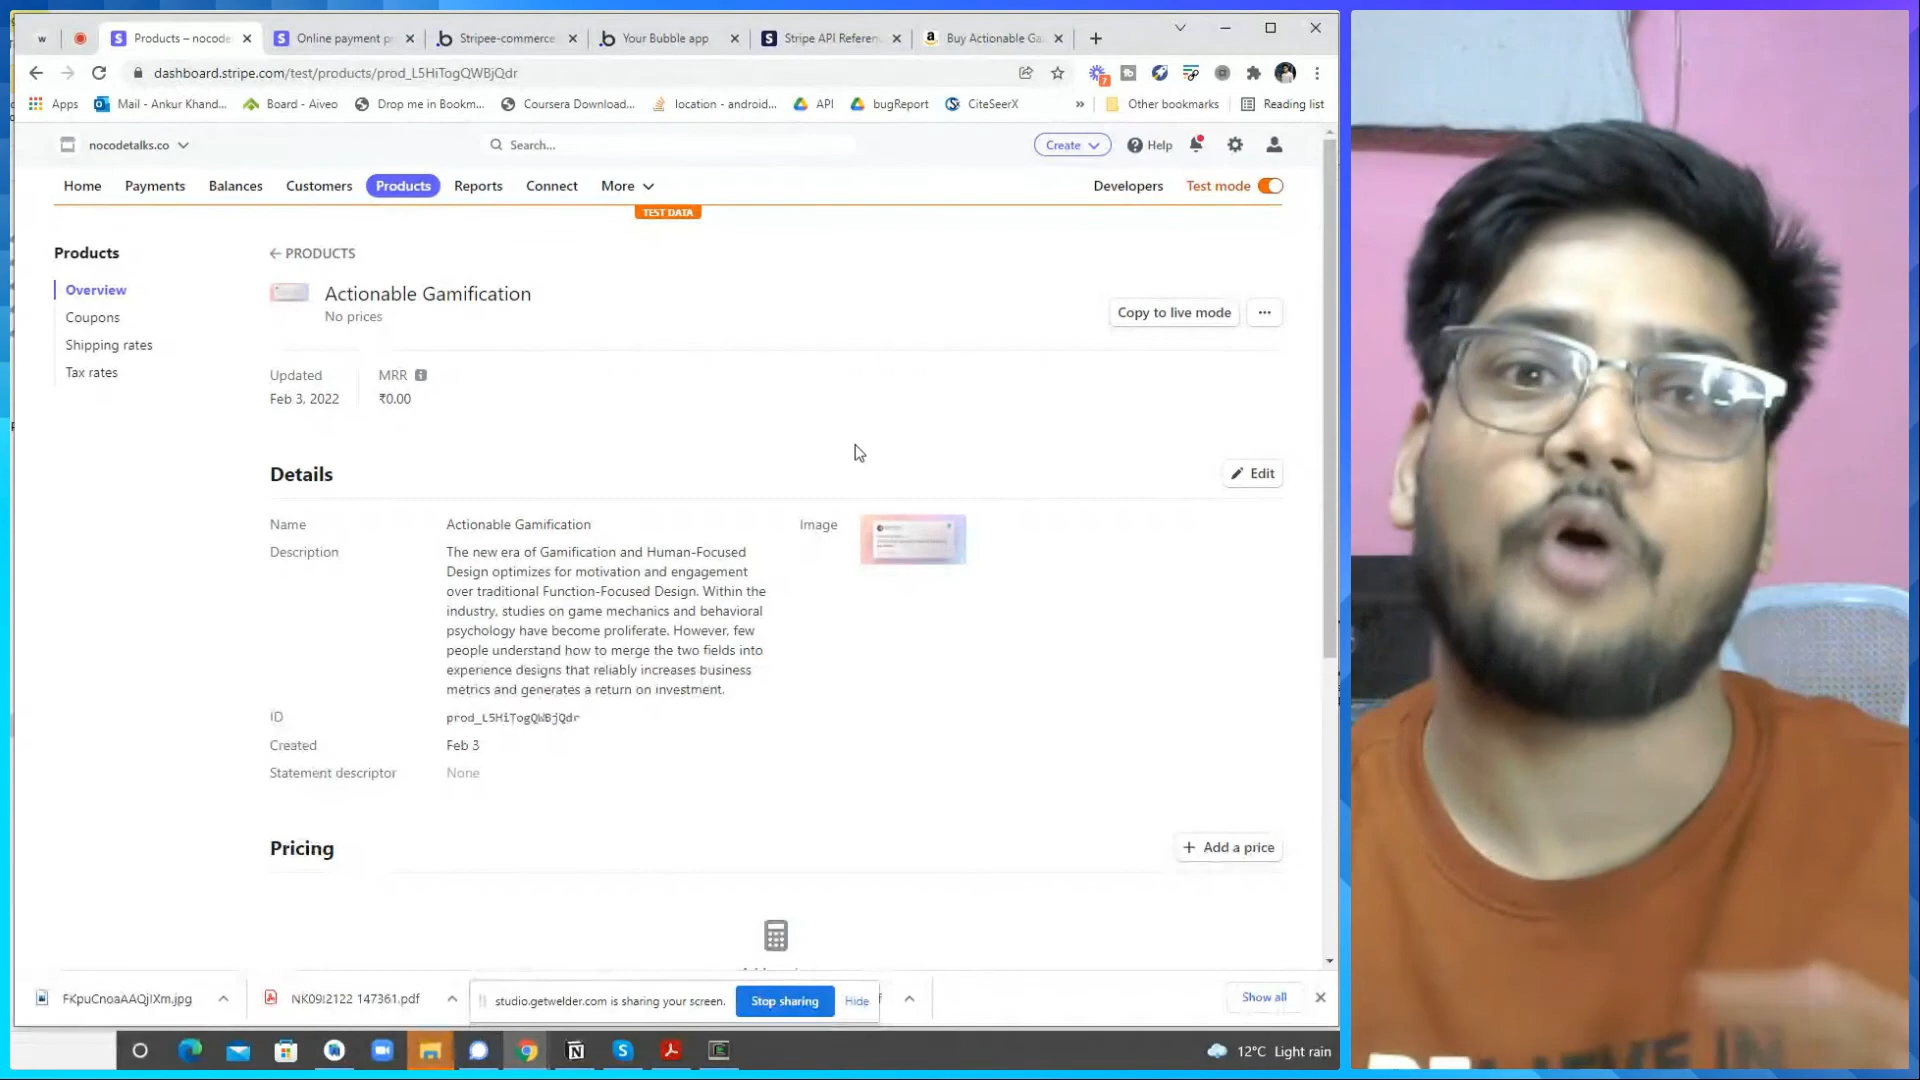 w
Products – nocode
Online payment p
Stripee-commerce
Your Bubble app
Stripe API Referen
Buy Actionable Ga
dashboard.stripe.com/test/products/prod_L5HiTogQWBjQdr
7
Apps
Mail - Ankur Khand...
Board - Aiveo
Drop me in Bookm...
Coursera Download...
location - android...
API
bugReport
CiteSeerX
»
Other bookmarks
Reading list
nocodetalks.co
Search...
Create
Help
Home
Payments
Balances
Customers
Products
Reports
Connect
More
Developers
Test mode
TEST DATA
Products
Overview
Coupons
Shipping rates
Tax rates
← PRODUCTS
Actionable Gamification
No prices
Copy to live mode
Updated
MRR
Feb 3, 2022
₹0.00
Details
Edit
Name
Actionable Gamification
Image
Description
The new era of Gamification and Human-Focused
Design optimizes for motivation and engagement
over traditional Function-Focused Design. Within the
industry, studies on game mechanics and behavioral
psychology have become proliferate. However, few
people understand how to merge the two fields into
experience designs that reliably increases business
metrics and generates a return on investment.
ID
prod_L5HiTogQWBjQdr
Created
Feb 3
Statement descriptor
None
Pricing
+ Add a price
FKpuCnoaAAQjIXm.jpg
NK09!2122 147361.pdf
studio.getwelder.com is sharing your screen.
Stop sharing
Hide
Show all
12°C Light rain